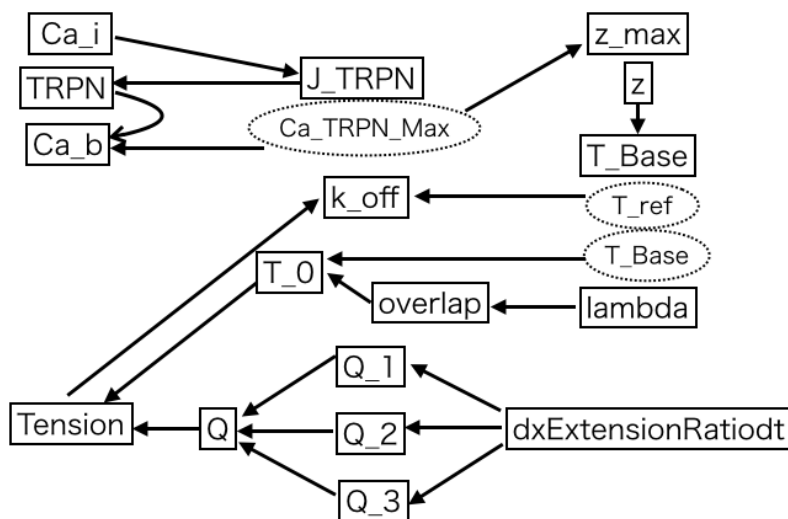 Ca_i
z_max
TRPN
J_TRPN
z
Ca_TRPN_Max
Ca_b
T_Base
k_off
T_ref
T_Base
T_0
overlap
lambda
Q_1
Tension
Q
Q_2
dxExtensionRatiodt
Q_3